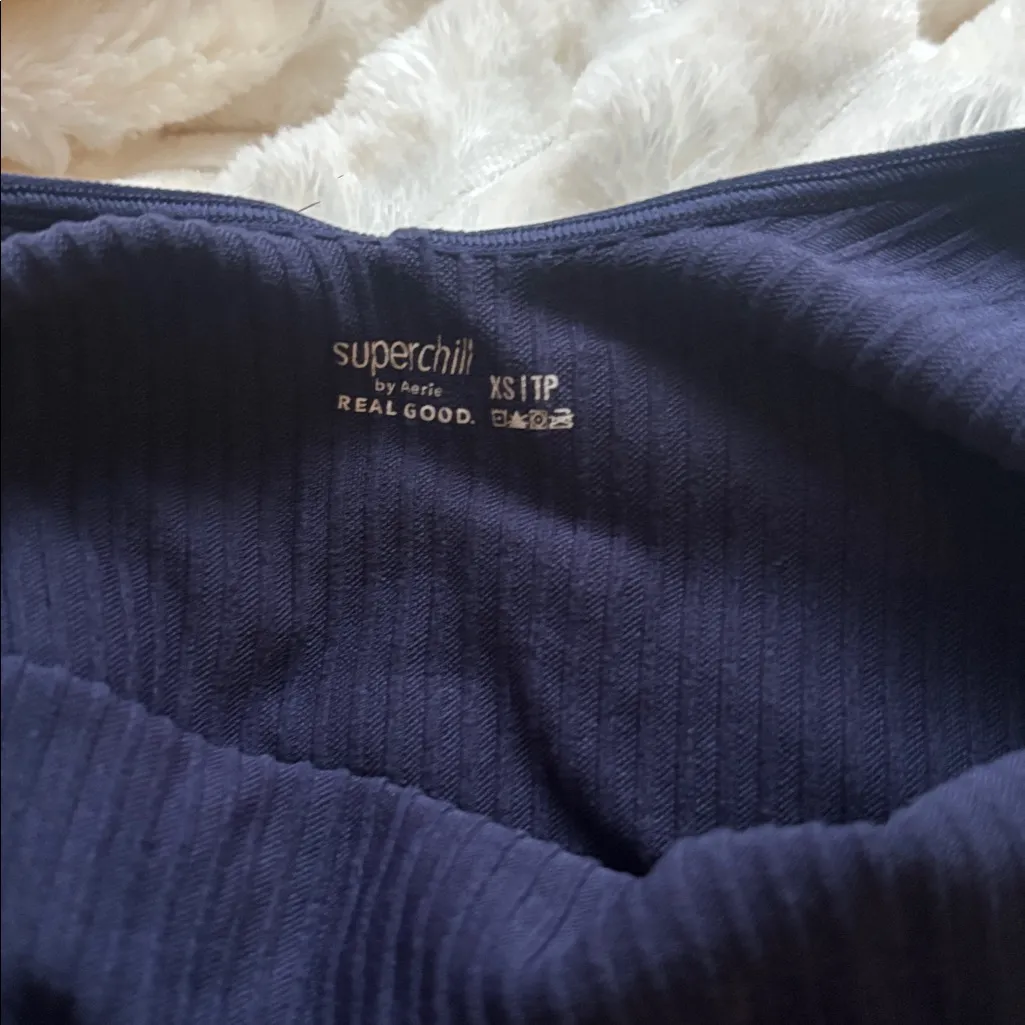 superchill
by Aerie
REAL GOOD.
XS | TP